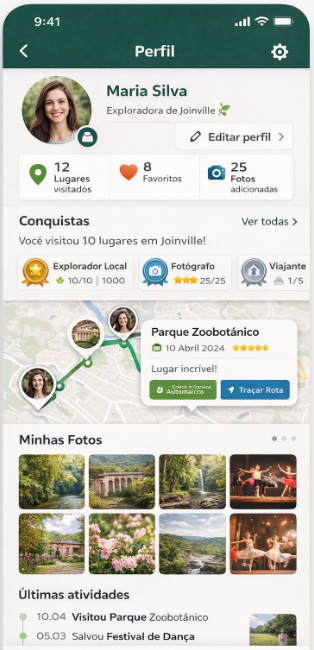 9:41
Perfil
Maria Silva
Exploradora de Joinville
Editar perfil
12
Lugares
visitados
8
Favoritos
25
Fotos
adicionadas
Conquistas
Ver todas
Você visitou 10 lugares em Joinville!
Explorador Local
10/10 | 1000
Fotógrafo
25/25
Viajante
1/5
Parque Zoobotánico
10 Abril 2024
Lugar incrível!
Traçar Rota
Minhas Fotos
Últimas atividades
10.04 Visitou Parque Zoobotánico
05.03 Salvou Festival de Dança